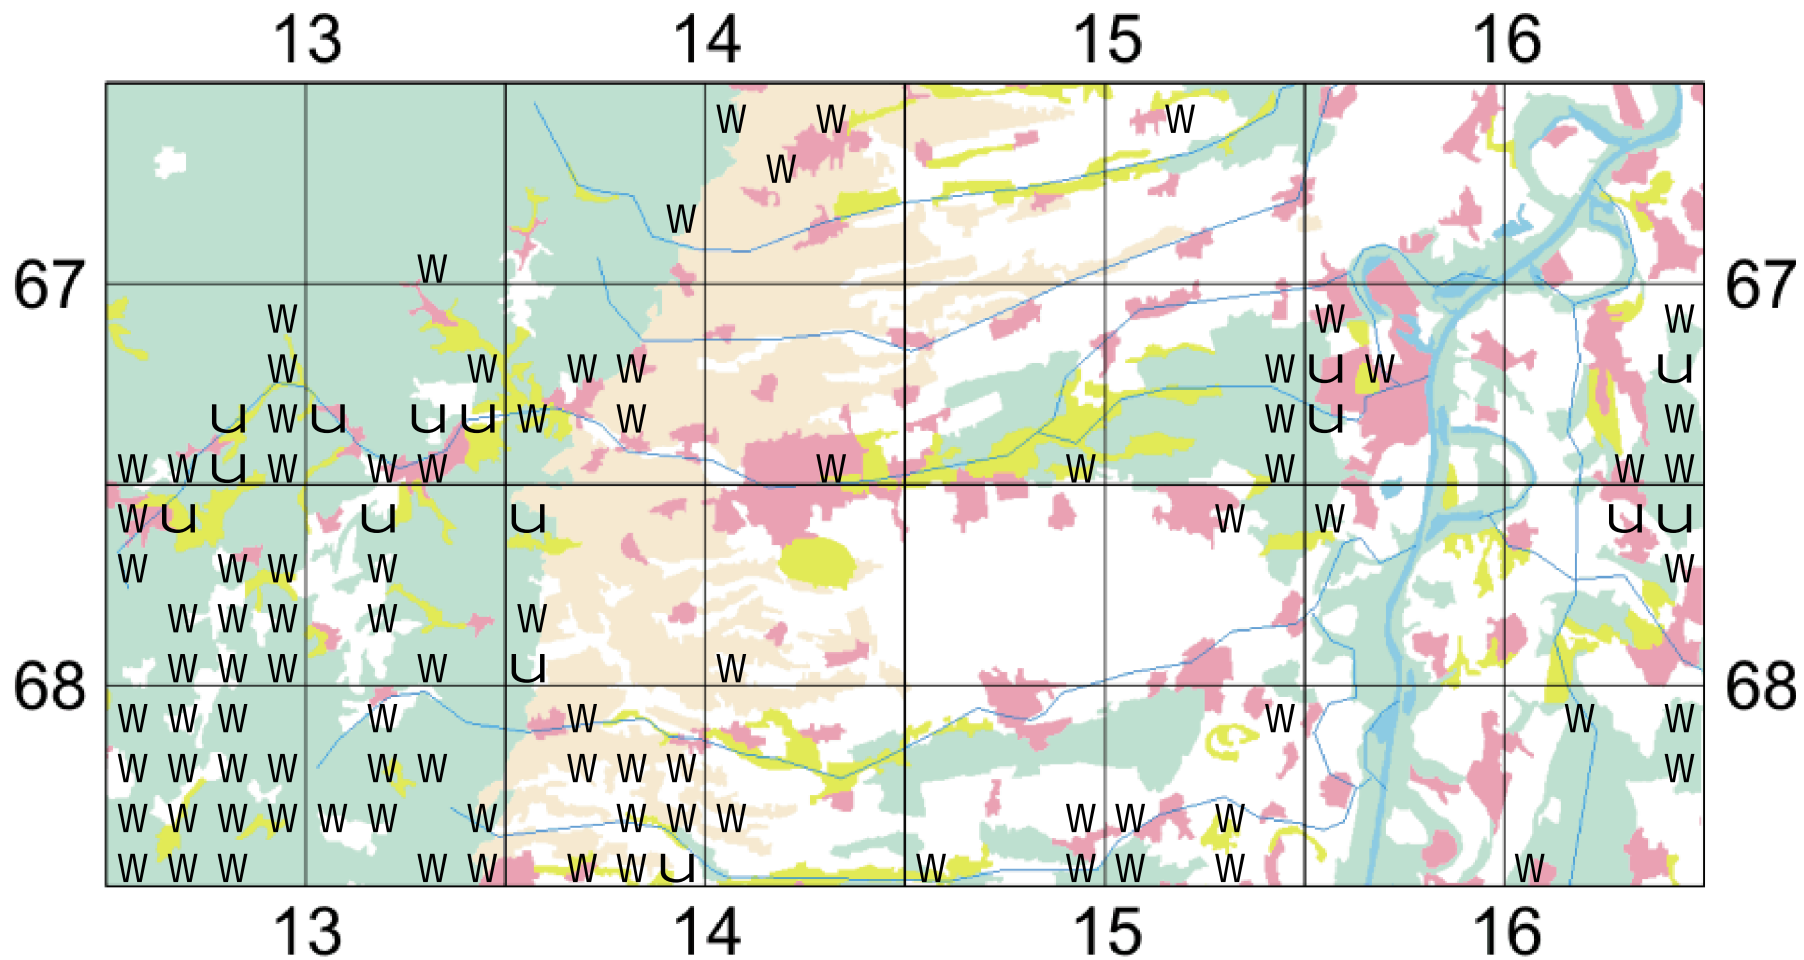 13 14 15 16
W W W
W
W
W
67 67
W W W
W W W W W u W u
u W u u u W W W u W
W W u W W W W W W W W
W u u u W W u u
W W W W W
W W W W W
W W W W u W
68 68
W W W W W W W W
W W W W W W W W W W
W W W W W W W W W W W W W
W W W W W W W u W W W W W
13 14 15 16